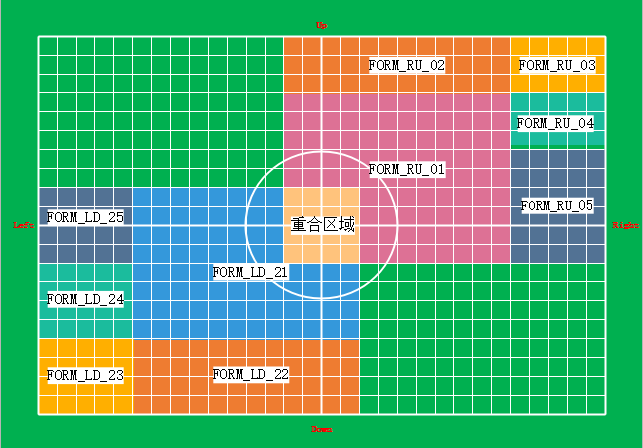 Up
FORM_RU_02
FORM_RU_03
FORM_RU_04
FORM_RU_01
FORM_RU_05
FORM_LD_25
Left
重合区域
Right
FORM_LD_21
FORM_LD_24
FORM_LD_22
FORM_LD_23
Down